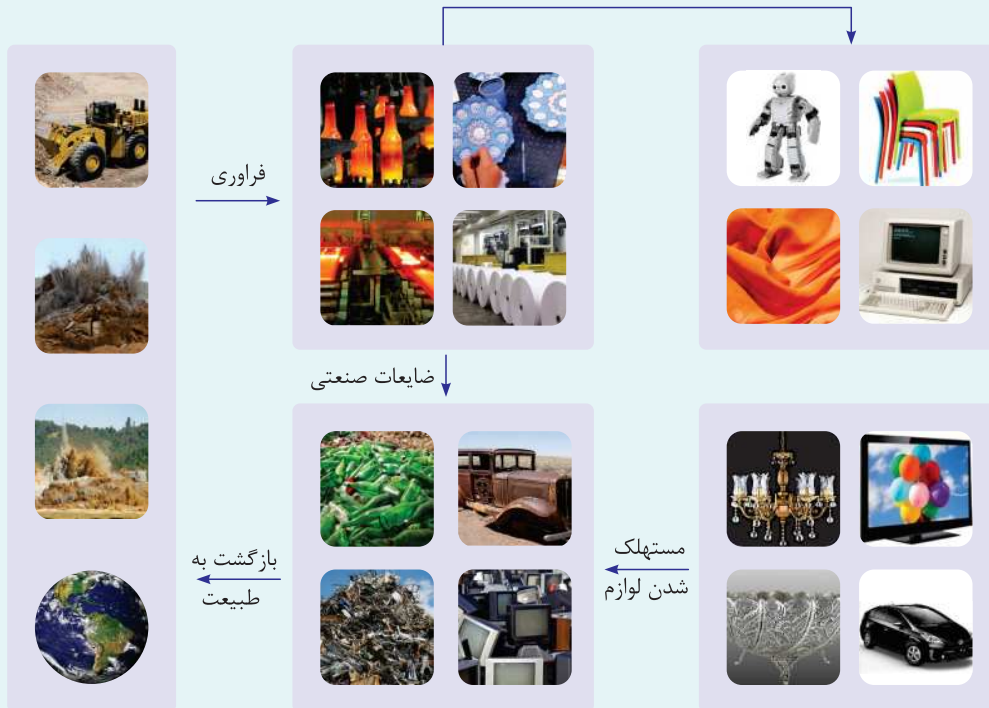 فراوری
ضایعات صنعتی
مستهلک
شدن لوازم
بازگشت به
طبیعت